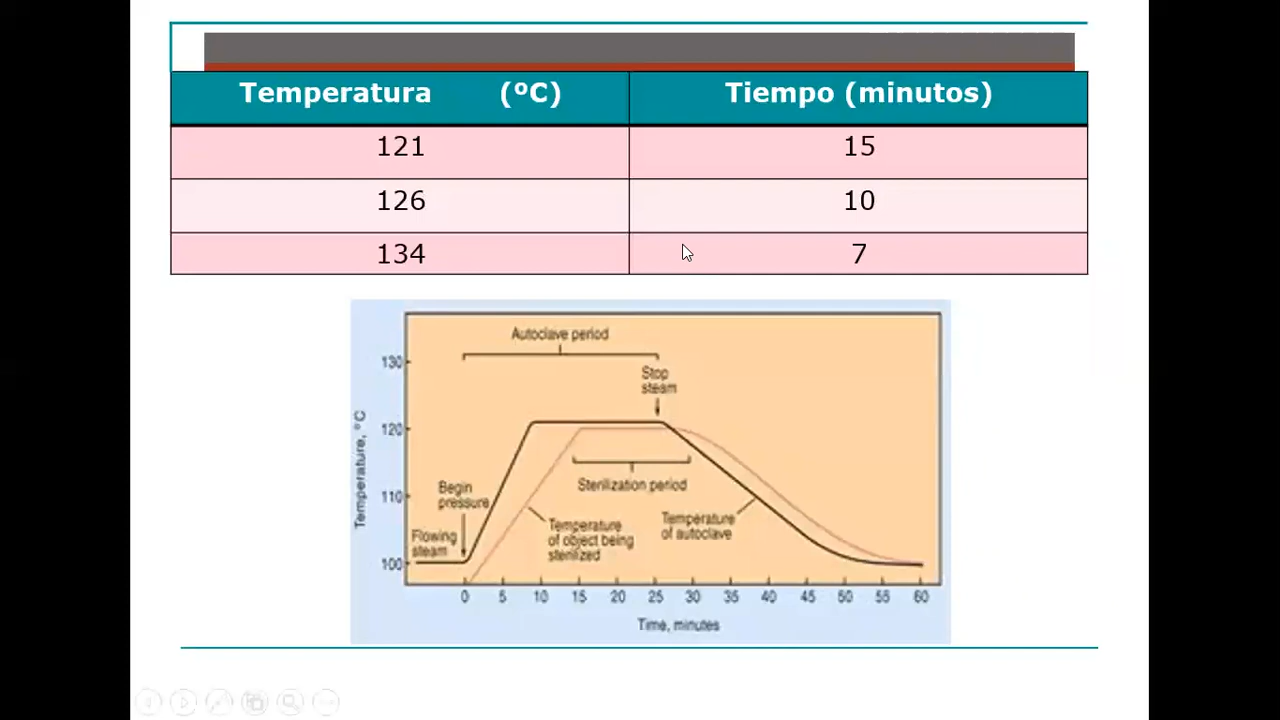 Temperatura (ºC) Tiempo (minutos)
121 15
126 10
134 7
Autoclave period
Stop
steam
130
120
110
100
Temperature, °C
Begin
pressure
Flowing
steam
Sterilization period
Temperature
of object being
sterilized
Temperature
of autoclave
0 5 10 15 20 25 30 35 40 45 50 55 60
Time, minutes